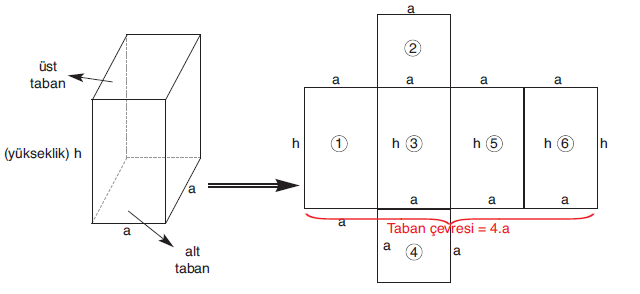 üst
taban
(yükseklik) h
a
a
alt
taban
a
②
a a a a
h ① h ③ h ⑤ h ⑥ h
a a
a
a
Taban çevresi = 4.a
a ④ a